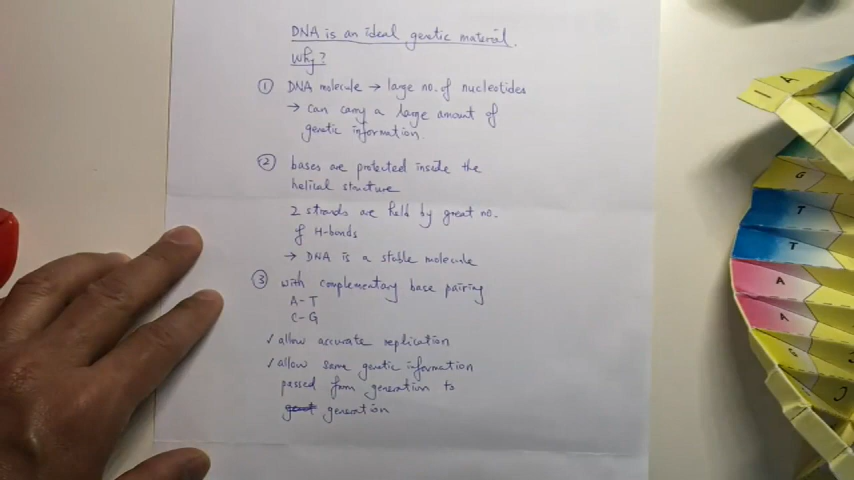 DNA is an ideal genetic material.
Why?
① DNA molecule → large no. of nucleotides
→ can carry a large amount of
genetic information
② bases are protected inside the
helical structure
2 strands are held by great no.
of H-bonds
→ DNA is a stable molecule
③ with complementary base pairing
A-T
C-G
✓ allow accurate replication
✓ allow same genetic information
passed from generation to
generation
A
G
T
T
A
A
G
C